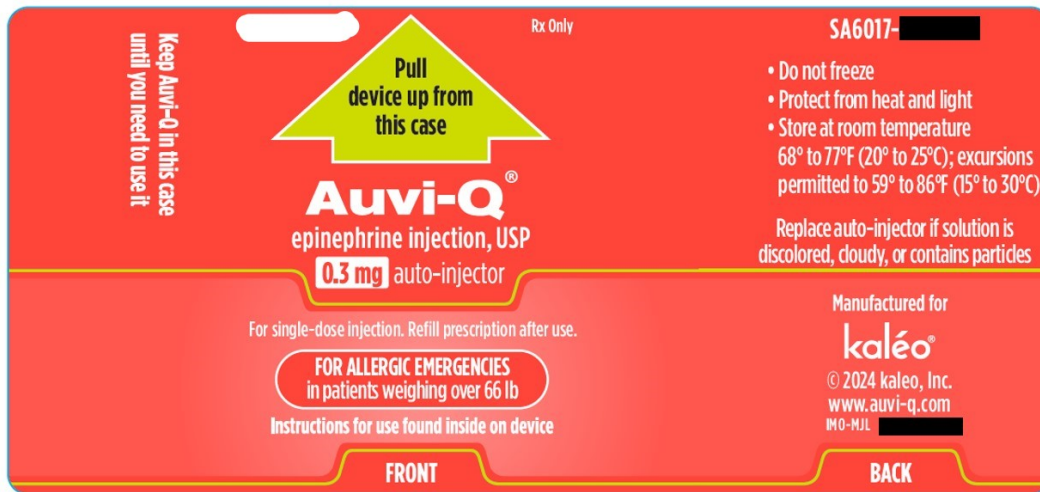 Keep Auvi-Q in this case
until you need to use it
Rx Only
Pull
device up from
this case
Auvi-Q®
epinephrine injection, USP
0.3 mg auto-injector
For single-dose injection. Refill prescription after use.
FOR ALLERGIC EMERGENCIES
in patients weighing over 66 lb
Instructions for use found inside on device
FRONT
SA6017-
• Do not freeze
• Protect from heat and light
• Store at room temperature
68° to 77°F (20° to 25°C); excursions
permitted to 59° to 86°F (15° to 30°C)
Replace auto-injector if solution is
discolored, cloudy, or contains particles
Manufactured for
kaléo®
© 2024 kaleo, Inc.
www.auvi-q.com
IMO-MJL
BACK